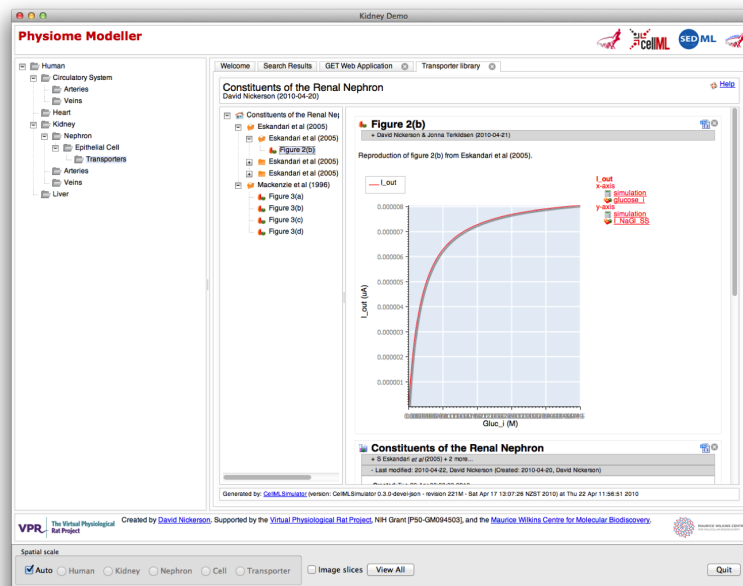 Kidney Demo
Physiome Modeller
CellML
SED ML
Human
Circulatory System
Arteries
Veins
Heart
Kidney
Nephron
Epithelial Cell
Transporters
Arteries
Veins
Liver
Welcome
Search Results
GET Web Application
Transporter library
Constituents of the Renal Nephron
David Nickerson (2010-04-20)
Help
Constituents of the Renal Nep
Eskandari et al (2005)
Eskandari et al (2005)
Figure 2(b)
Eskandari et al (2005)
Eskandari et al (2005)
Mackenzie et al (1996)
Figure 3(a)
Figure 3(b)
Figure 3(c)
Figure 3(d)
Figure 2(b)
+ David Nickerson & Jonna Terkildsen (2010-04-21)
Reproduction of figure 2(b) from Eskandari et al (2005).
I_out
I_out
x-axis
simulation
glucose_i
y-axis
simulation
I_NaGl_SS
0.000008
0.000007
0.000006
0.000005
0.000004
0.000003
0.000002
0.000001
I_out (uA)
Gluc_i (M)
Constituents of the Renal Nephron
+ S Eskandari et al (2005) + 2 more...
- Last modified: 2010-04-22, David Nickerson (Created: 2010-04-20, David Nickerson)
Generated by: CellMLSimulator (version: CellMLSimulator 0.3.0-devel-json - revision 221M - Sat Apr 17 13:07:26 NZST 2010) at Thu 22 Apr 11:56:51 2010
VPR
The Virtual Physiological
Rat Project
Created by David Nickerson. Supported by the Virtual Physiological Rat Project, NIH Grant [P50-GM094503], and the Maurice Wilkins Centre for Molecular Biodiscovery.
MAURICE WILKINS CENTRE
Spatial scale
Auto
Human
Kidney
Nephron
Cell
Transporter
Image slices
View All
Quit